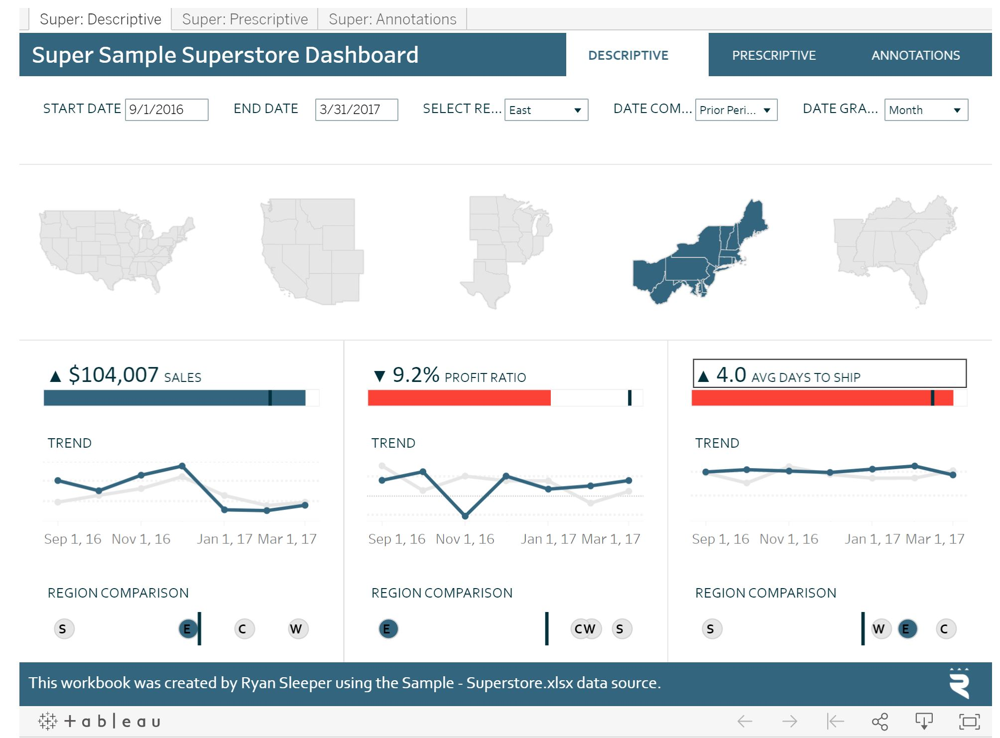 Super: Descriptive Super: Prescriptive Super: Annotations
Super Sample Superstore Dashboard DESCRIPTIVE PRESCRIPTIVE ANNOTATIONS
START DATE 9/1/2016 END DATE 3/31/2017 SELECT RE... East DATE COM... Prior Peri... DATE GRA... Month
▲ $104,007 SALES ▼ 9.2% PROFIT RATIO ▲ 4.0 AVG DAYS TO SHIP
TREND TREND TREND
Sep 1, 16 Nov 1, 16 Jan 1, 17 Mar 1, 17 Sep 1, 16 Nov 1, 16 Jan 1, 17 Mar 1, 17 Sep 1, 16 Nov 1, 16 Jan 1, 17 Mar 1, 17
REGION COMPARISON REGION COMPARISON REGION COMPARISON
S E C W E C W S S W E C
This workbook was created by Ryan Sleeper using the Sample - Superstore.xlsx data source.
+ a b l e a u